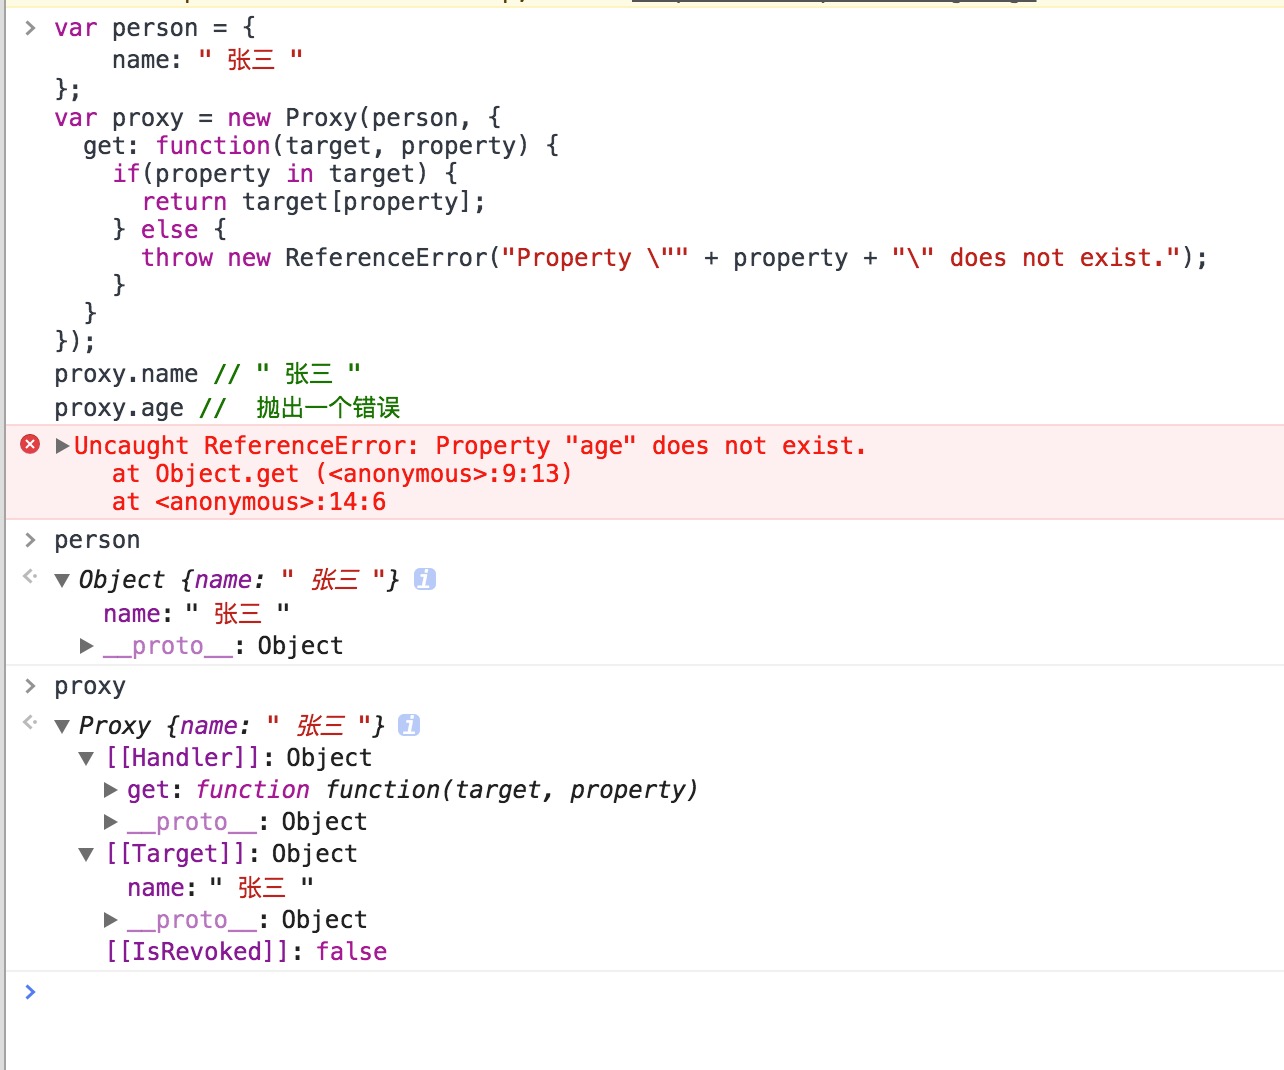 var person = {
name: " 张三 "
};
var proxy = new Proxy(person, {
get: function(target, property) {
if(property in target) {
return target[property];
} else {
throw new ReferenceError("Property \"" + property + "\" does not exist.");
}
}
});
proxy.name // " 张三 "
proxy.age //  抛出一个错误
Uncaught ReferenceError: Property "age" does not exist.
at Object.get (<anonymous>:9:13)
at <anonymous>:14:6
person
Object {name: " 张三 "}
name: " 张三 "
__proto__: Object
proxy
Proxy {name: " 张三 "}
[[Handler]]: Object
get: function function(target, property)
__proto__: Object
[[Target]]: Object
name: " 张三 "
__proto__: Object
[[IsRevoked]]: false